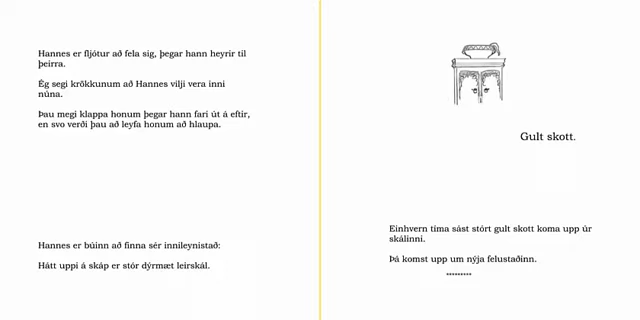 Hannes er fljótur að fela sig, þegar hann heyrir til
þeirra.
Ég segi krökkunum að Hannes vilji vera inni
núna.
Þau megi klappa honum þegar hann fari út á eftir,
en svo verði þau að leyfa honum að hlaupa.
Hannes er búinn að finna sér innileynistað:
Hátt uppi á skáp er stór dýrmæt leirskál.
Gult skott.
Einhvern tíma sást stórt gult skott koma upp úr
skálinni.
Þá komst upp um nýja felustaðinn.
*********